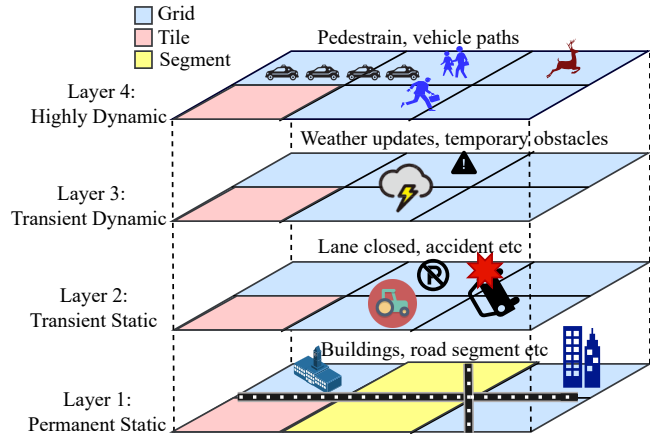 Grid
Tile
Segment
Pedestrain, vehicle paths
Layer 4:
Highly Dynamic
Weather updates, temporary obstacles
!
Layer 3:
Transient Dynamic
Lane closed, accident etc
P
Layer 2:
Transient Static
Buildings, road segment etc
Layer 1:
Permanent Static